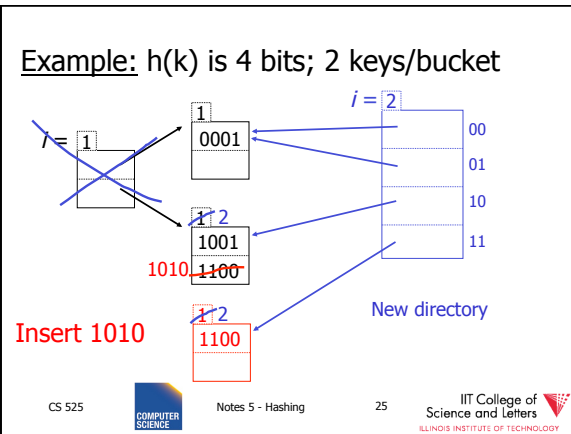 Example: h(k) is 4 bits; 2 keys/bucket
i = 1
1
0001
i = 2
00
01
10
11
1 2
1001
1010 1100
New directory
1 2
1100
Insert 1010
CS 525
COMPUTER
SCIENCE
Notes 5 - Hashing
25
IIT College of
Science and Letters
ILLINOIS INSTITUTE OF TECHNOLOGY